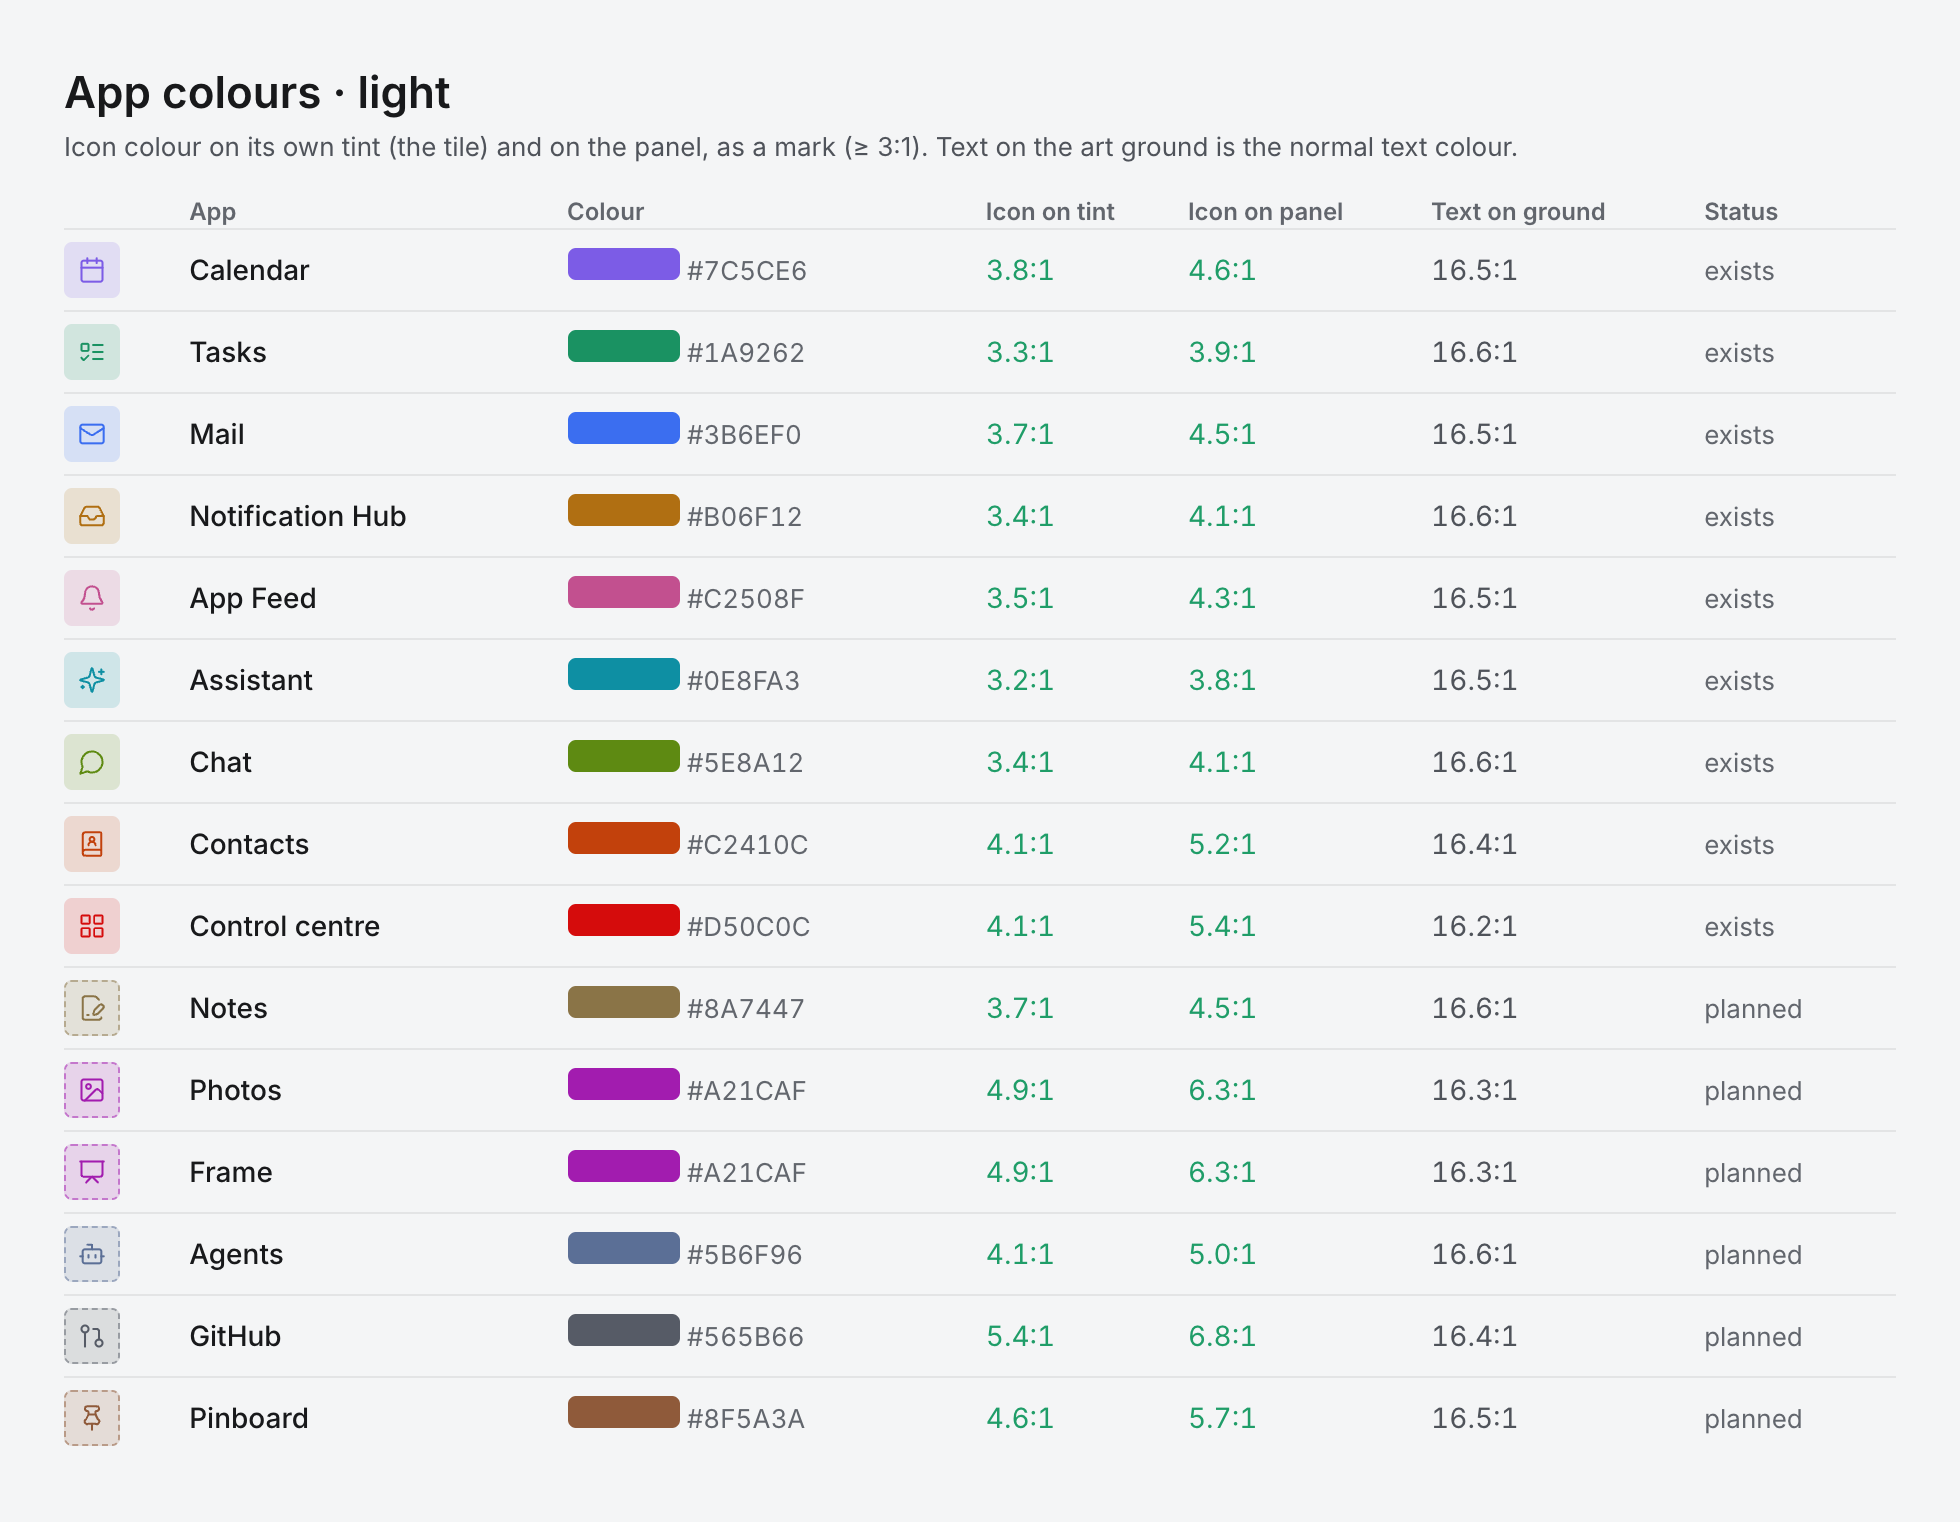 App colours · light
Icon colour on its own tint (the tile) and on the panel, as a mark (≥ 3:1). Text on the art ground is the normal text colour.
App Colour Icon on tint Icon on panel Text on ground Status
Calendar #7C5CE6 3.8:1 4.6:1 16.5:1 exists
Tasks #1A9262 3.3:1 3.9:1 16.6:1 exists
Mail #3B6EF0 3.7:1 4.5:1 16.5:1 exists
Notification Hub #B06F12 3.4:1 4.1:1 16.6:1 exists
App Feed #C2508F 3.5:1 4.3:1 16.5:1 exists
Assistant #0E8FA3 3.2:1 3.8:1 16.5:1 exists
Chat #5E8A12 3.4:1 4.1:1 16.6:1 exists
Contacts #C2410C 4.1:1 5.2:1 16.4:1 exists
Control centre #D50C0C 4.1:1 5.4:1 16.2:1 exists
Notes #8A7447 3.7:1 4.5:1 16.6:1 planned
Photos #A21CAF 4.9:1 6.3:1 16.3:1 planned
Frame #A21CAF 4.9:1 6.3:1 16.3:1 planned
Agents #5B6F96 4.1:1 5.0:1 16.6:1 planned
GitHub #565B66 5.4:1 6.8:1 16.4:1 planned
Pinboard #8F5A3A 4.6:1 5.7:1 16.5:1 planned